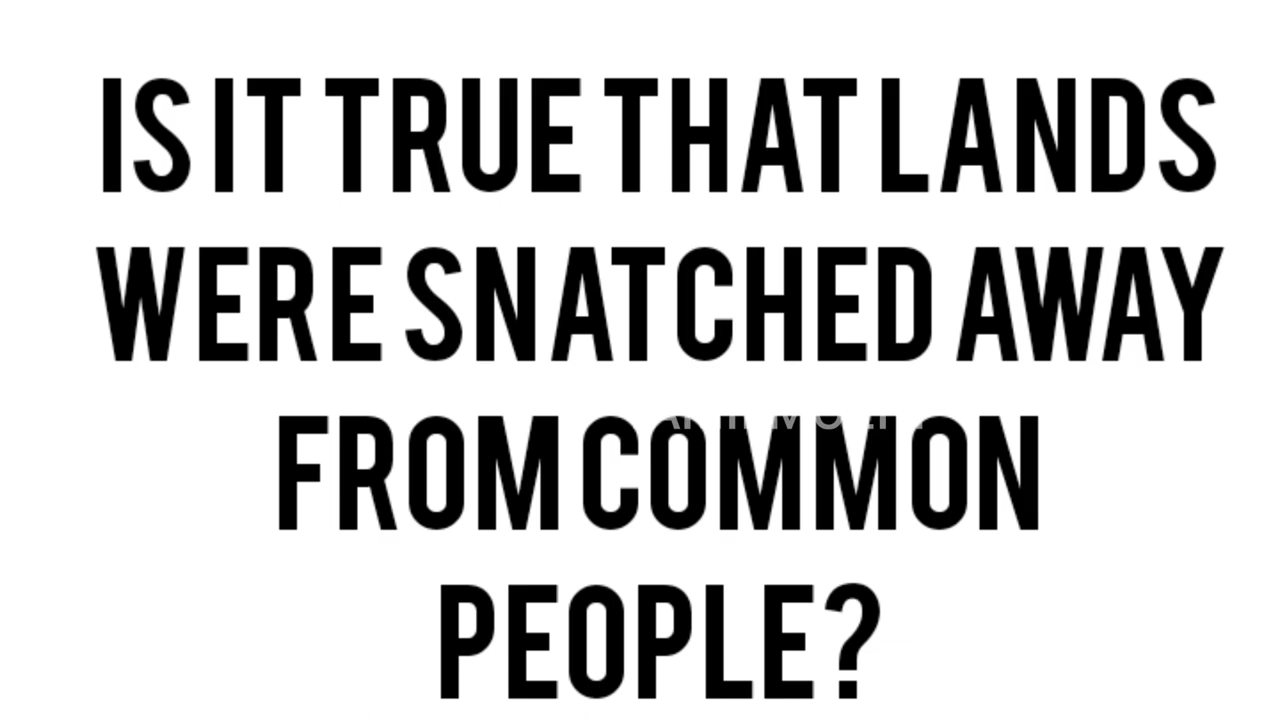 IS IT TRUE THAT LANDS
WERE SNATCHED AWAY
FROM COMMON
PEOPLE?